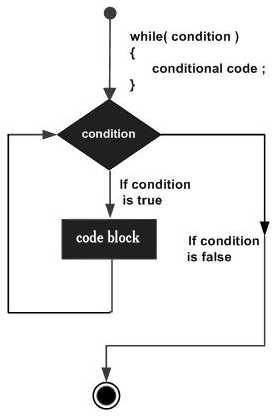 while( condition )
{
conditional code ;
}
condition
If condition
is true
code block
If condition
is false